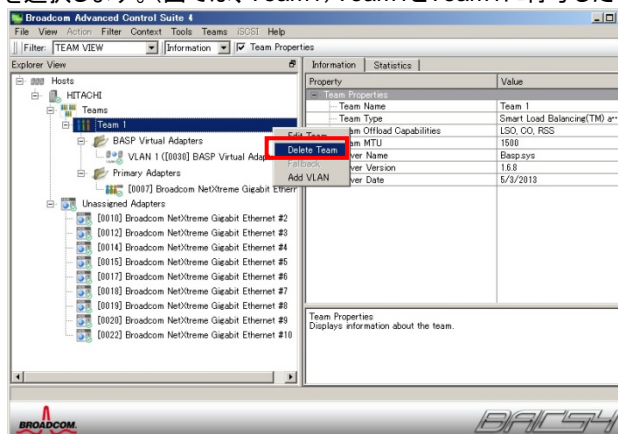 Broadcom Advanced Control Suite 4
File View Action Filter Context Tools Teams iSCSI Help
Filter: TEAM VIEW Information Team Properties
Explorer View
Information Statistics
Hosts
HITACHI
Teams
Team 1
BASP Virtual Adapters
VLAN 1 ([0030] BASP Virtual Adap
Primary Adapters
[0007] Broadcom NetXtreme Gigabit Ethern
Unassigned Adapters
[0010] Broadcom NetXtreme Gigabit Ethernet #2
[0012] Broadcom NetXtreme Gigabit Ethernet #3
[0014] Broadcom NetXtreme Gigabit Ethernet #4
[0015] Broadcom NetXtreme Gigabit Ethernet #5
[0017] Broadcom NetXtreme Gigabit Ethernet #6
[0018] Broadcom NetXtreme Gigabit Ethernet #7
[0019] Broadcom NetXtreme Gigabit Ethernet #8
[0020] Broadcom NetXtreme Gigabit Ethernet #9
[0022] Broadcom NetXtreme Gigabit Ethernet #10
Edit Team
Delete Team
Fallback
Add VLAN
Property Value
Team Properties
Team Name Team 1
Team Type Smart Load Balancing(TM) a
am Offload Capabilities LSO, CO, RSS
am MTU 1500
ver Name Basp.sys
ver Version 1.6.8
ver Date 5/3/2013
Team Properties
Displays information about the team.
BROADCOM.
BACS4